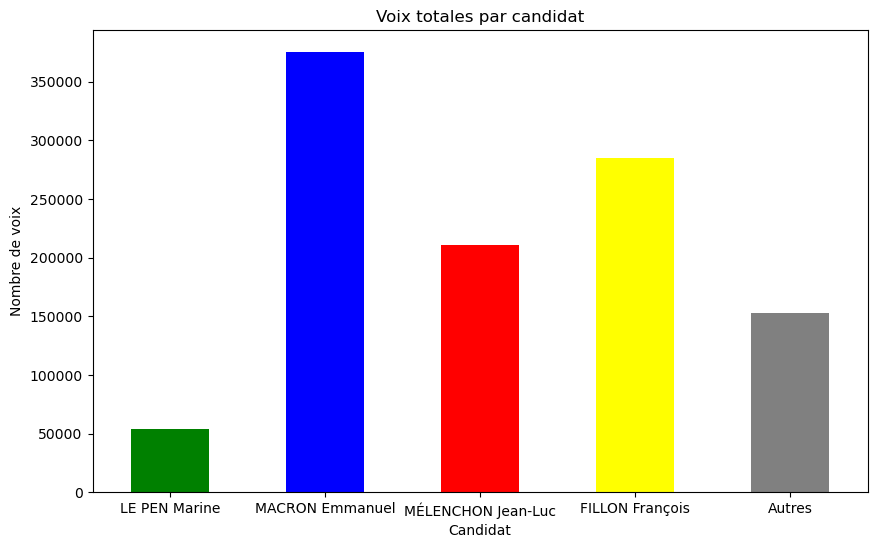 Voix totales par candidat
Nombre de voix
350000
300000
250000
200000
150000
100000
50000
0
LE PEN Marine
MACRON Emmanuel
MÉLENCHON Jean-Luc
FILLON François
Autres
Candidat